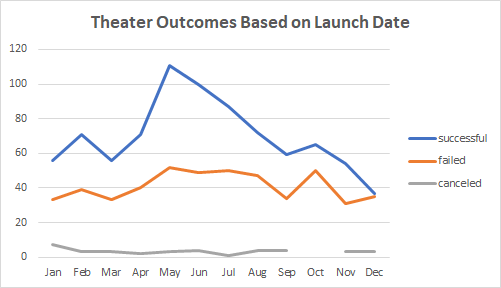 Theater Outcomes Based on Launch Date
120
100
80
60
40
20
0
Jan Feb Mar Apr May Jun Jul Aug Sep Oct Nov Dec
successful
failed
canceled